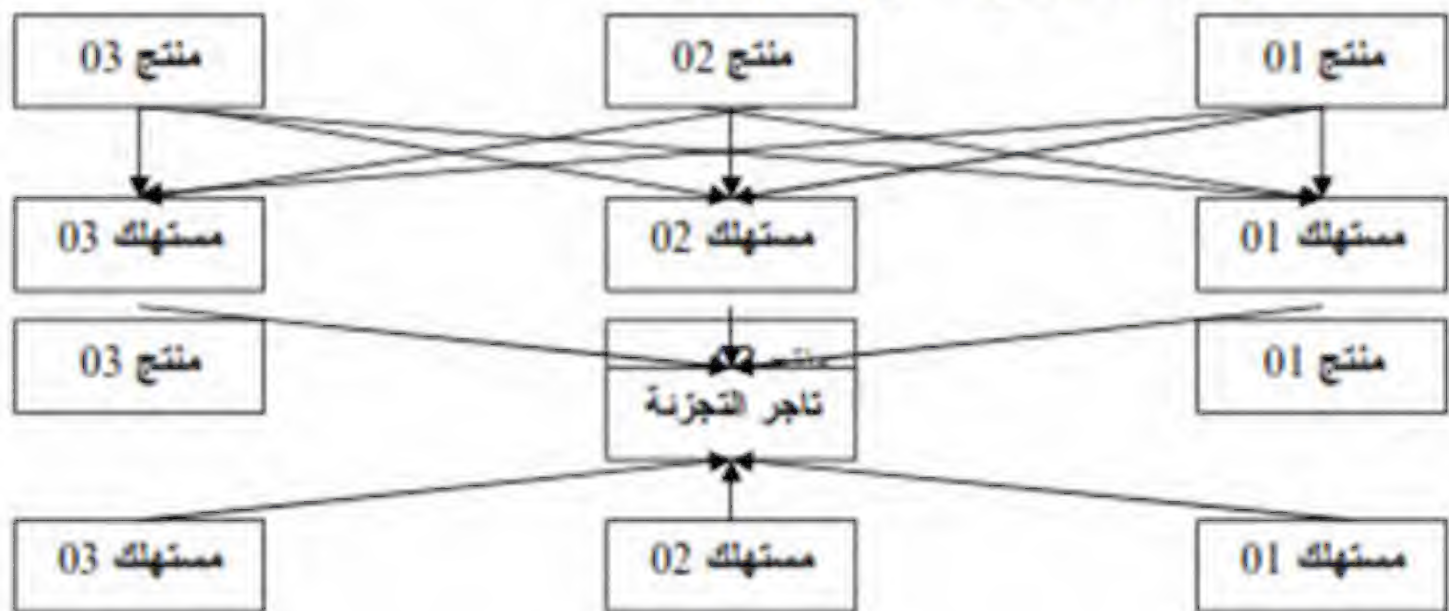 منتج 01
منتج 02
منتج 03
مستهلك 01
مستهلك 02
مستهلك 03
منتج 01
منتج 03
تاجر التجزئة
مستهلك 01
مستهلك 02
مستهلك 03